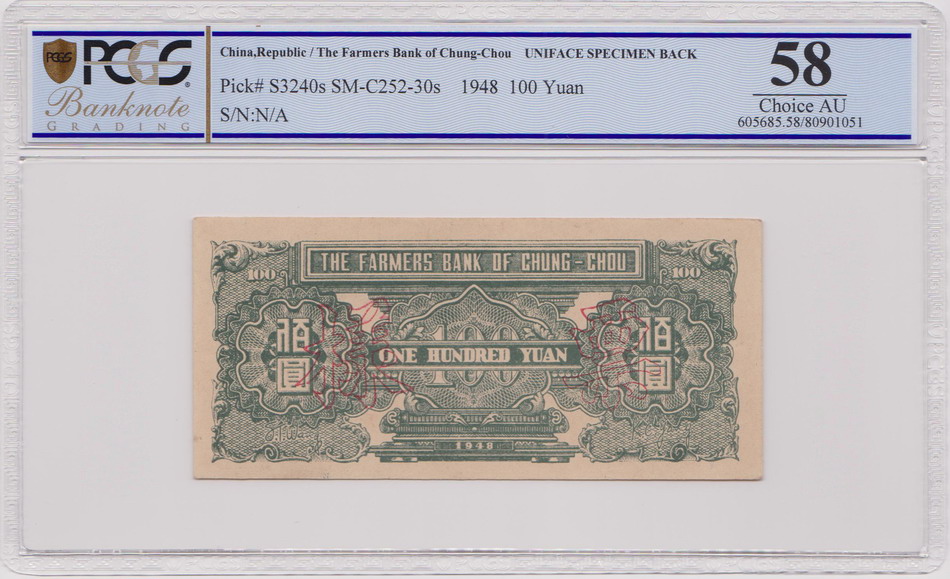 PCGS
PCGS
Banknote
GRADING
China,Republic / The Farmers Bank of Chung-Chou UNIFACE SPECIMEN BACK
Pick# S3240s SM-C252-30s 1948 100 Yuan
S/N:N/A
58
Choice AU
605685.58/80901051
THE FARMERS BANK OF CHUNG-CHOU
100
100
佰圓
100
ONE HUNDRED YUAN
佰圓
1948